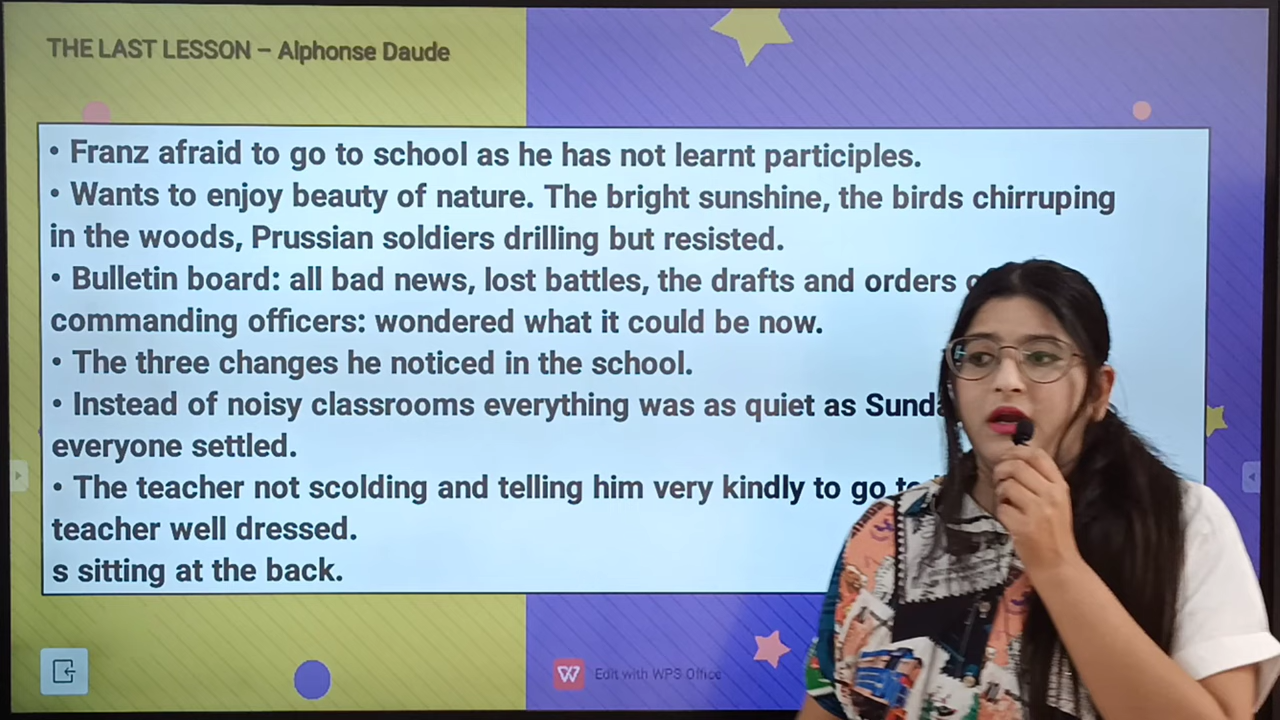 THE LAST LESSON – Alphonse Daude
• Franz afraid to go to school as he has not learnt participles.
• Wants to enjoy beauty of nature. The bright sunshine, the birds chirruping
in the woods, Prussian soldiers drilling but resisted.
• Bulletin board: all bad news, lost battles, the drafts and orders
commanding officers: wondered what it could be now.
• The three changes he noticed in the school.
• Instead of noisy classrooms everything was as quiet as
everyone settled.
• The teacher not scolding and telling him very kindly to go
teacher well dressed.
s sitting at the back.
Edit with WPS Office